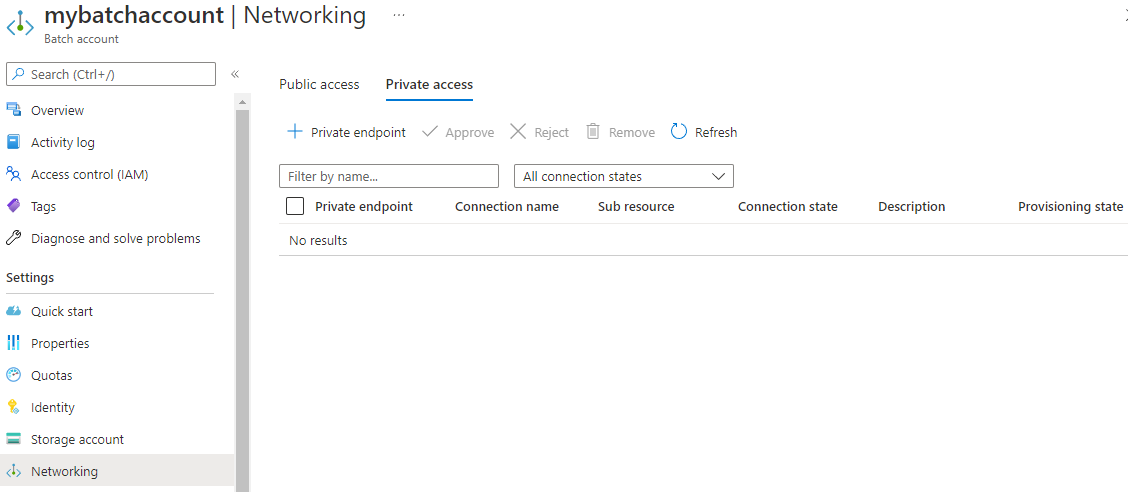 mybatchaccount | Networking ...
Batch account
Search (Ctrl+/)
«
Overview
Activity log
Access control (IAM)
Tags
Diagnose and solve problems
Settings
Quick start
Properties
Quotas
Identity
Storage account
Networking
Public access Private access
Private endpoint Approve Reject Remove Refresh
Filter by name... All connection states
Private endpoint Connection name Sub resource Connection state Description Provisioning state
No results